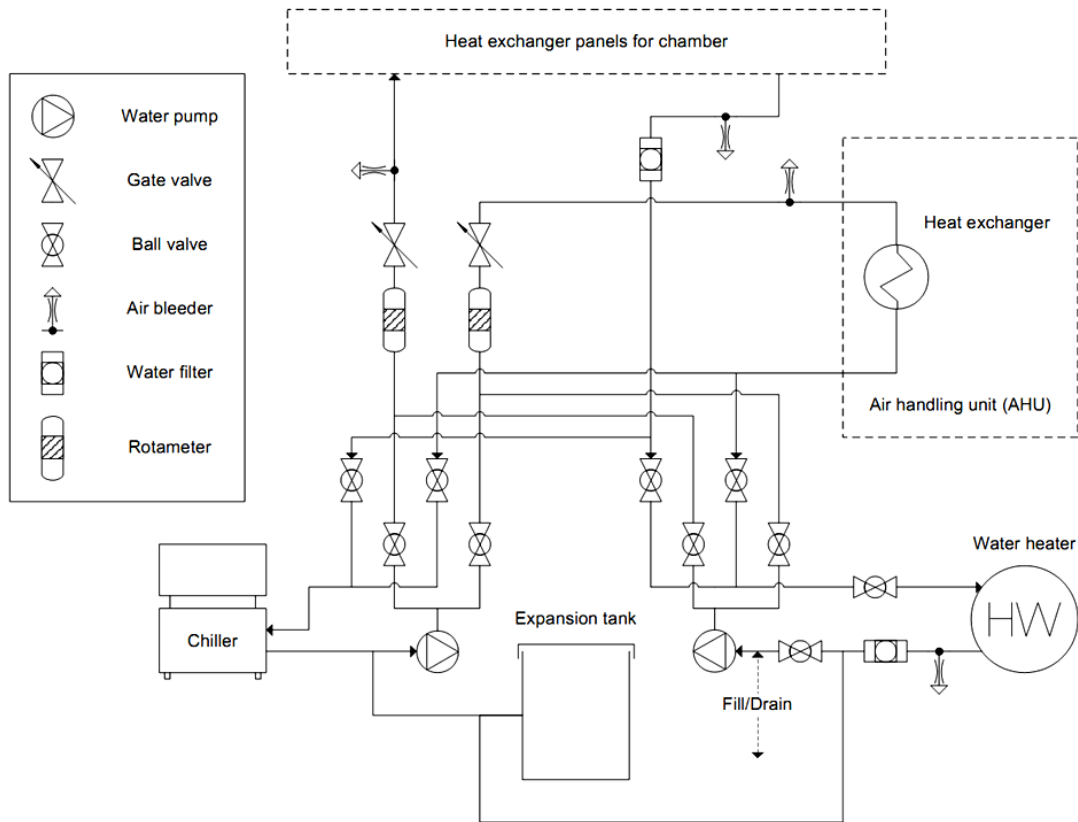 Heat exchanger panels for chamber
Water pump
Gate valve
Ball valve
Air bleeder
Water filter
Rotameter
Heat exchanger
Air handling unit (AHU)
Water heater
HW
Expansion tank
Chiller
Fill/Drain